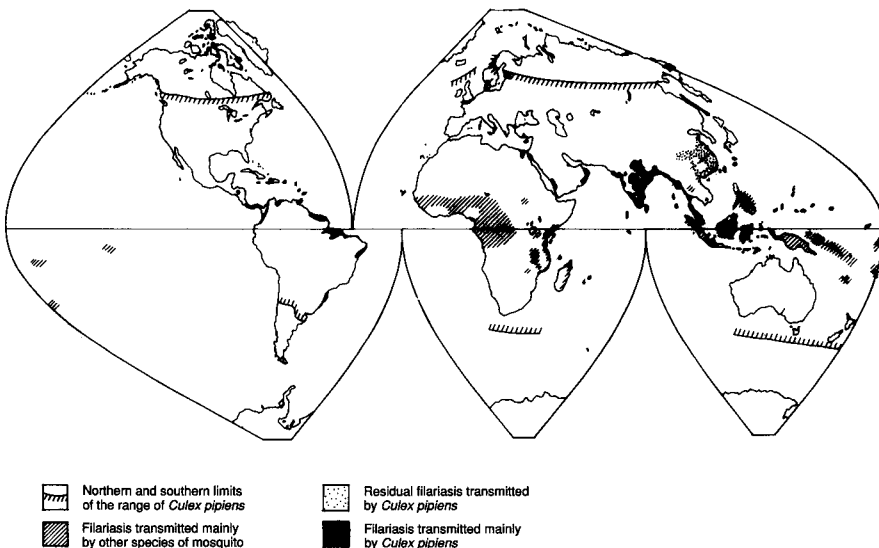 Northern and southern limits
of the range of Culex pipiens
Filariasis transmitted mainly
by other species of mosquito
Residual filariasis transmitted
by Culex pipiens
Filariasis transmitted mainly
by Culex pipiens